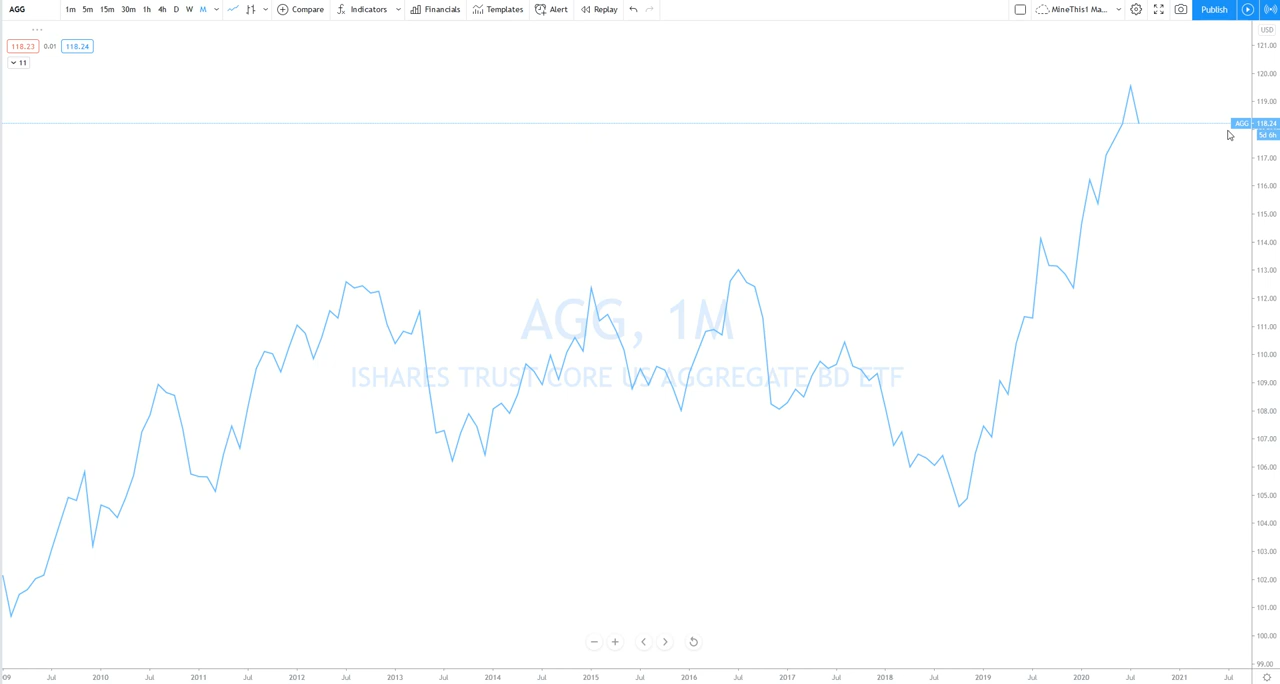 AGG 1m 5m 15m 30m 1h 4h D W M Compare Indicators Financials Templates Alert Replay MineThis1 Ma... Publish
118.23 0.01 118.24
11
USD
121.00
120.00
119.00
AGG 118.24
5d 6h
117.00
116.00
115.00
114.00
113.00
112.00
111.00
110.00
109.00
108.00
107.00
106.00
105.00
104.00
103.00
102.00
101.00
100.00
99.00
AGG, 1M
ISHARES TRUST CORE US AGGREGATE BD ETF
09 Jul 2010 Jul 2011 Jul 2012 Jul 2013 Jul 2014 Jul 2015 Jul 2016 Jul 2017 Jul 2018 Jul 2019 Jul 2020 Jul 2021 Jul